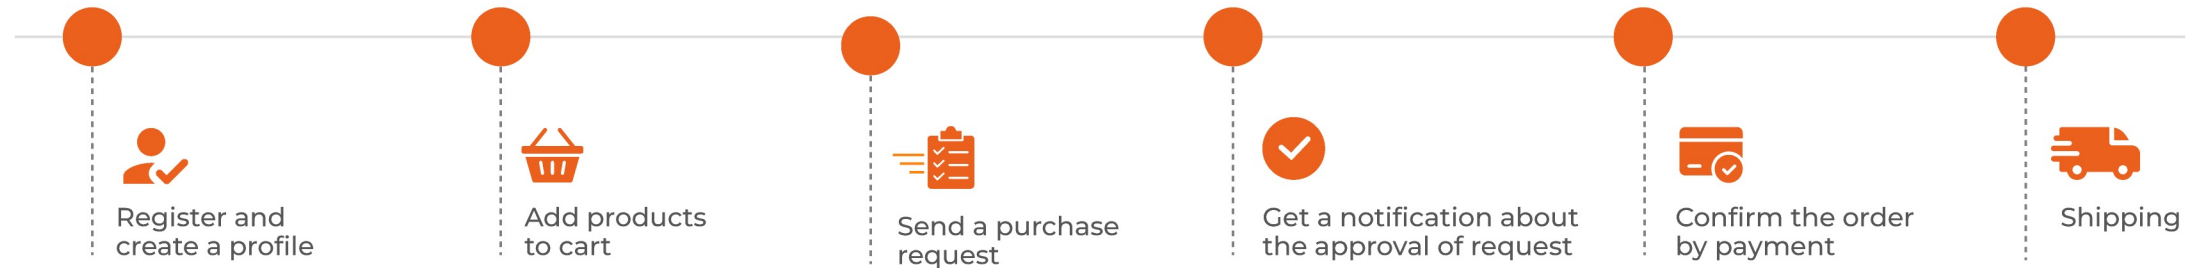 Register and
create a profile
Add products
to cart
Send a purchase
request
Get a notification about
the approval of request
Confirm the order
by payment
Shipping